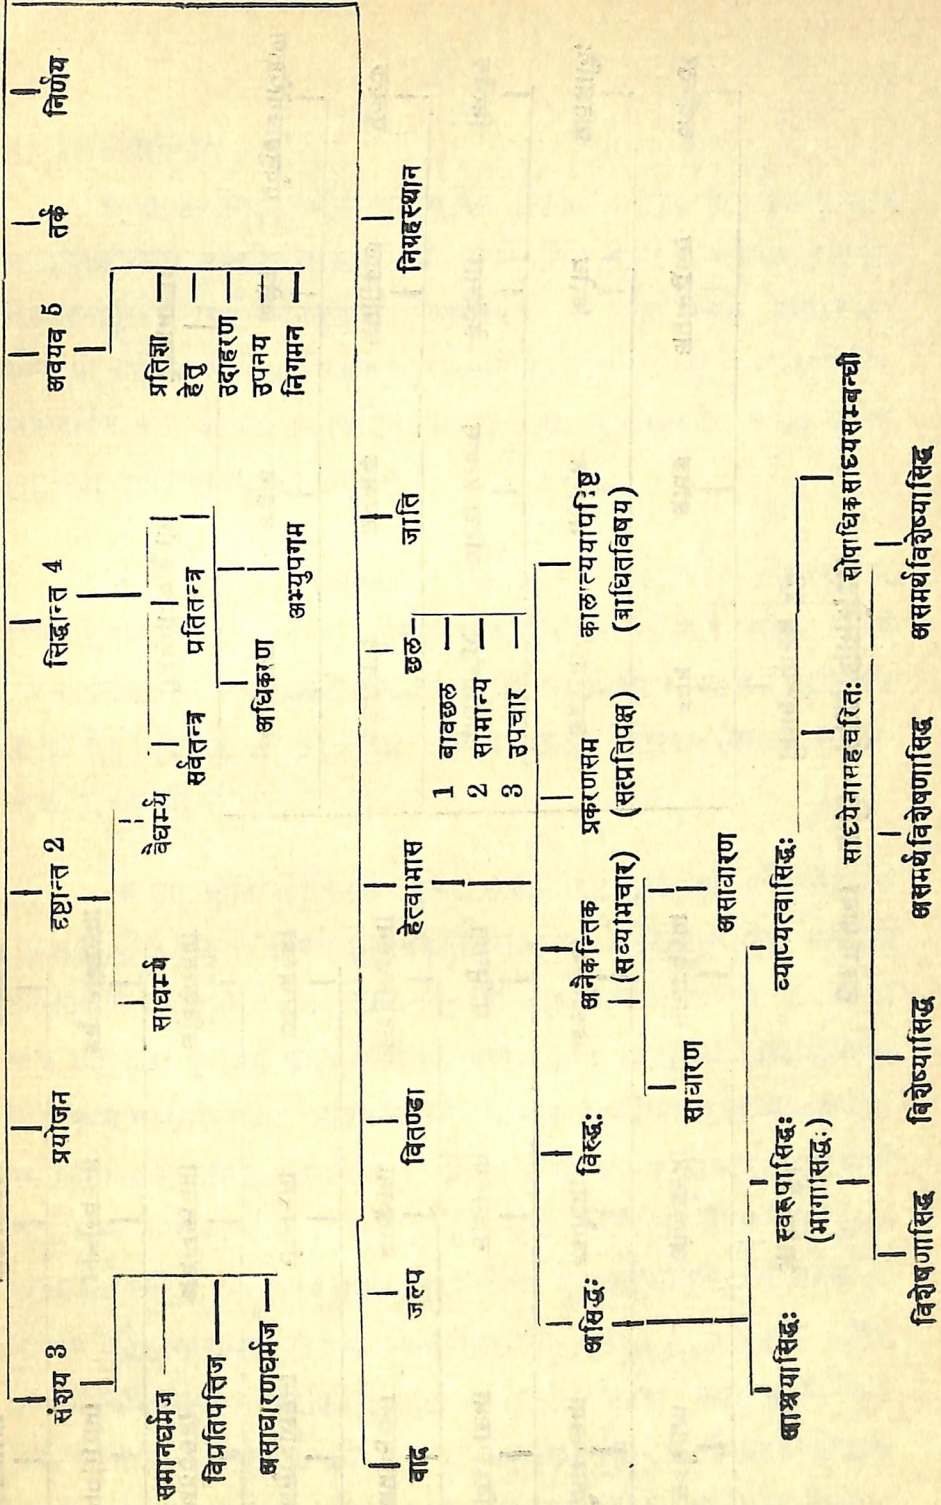 संशय 3
प्रयोजन
दृष्टान्त 2
सिद्धान्त 4
अवयव 5
तर्क
निर्णय
समानधर्मज
विप्रतिपत्तिज
असाधारणधर्मज
साधर्म्य
वैधर्म्य
सर्वतन्त्र
प्रतितन्त्र
अधिकरण
अभ्युपगम
प्रतिज्ञा
हेतु
उदाहरण
उपनय
निगमन
वाद
जल्प
वितण्डा
हेत्वाभास
छल
जाति
निग्रहस्थान
1 वाक्छल
2 सामान्य
3 उपचार
असिद्धः
विरुद्धः
अनैकान्तिक
(सव्यभिचार)
प्रकरणसम
(सत्प्रतिपक्ष)
कालात्ययापदिष्ट
(बाधितविषय)
साधारण
असाधारण
आश्रयासिद्धः
स्वरूपासिद्धः
(भागासिद्धः)
व्याप्यत्वासिद्धः
साध्येनासहचरितः
सोपाधिकसाध्यसम्बन्धी
विशेषणासिद्ध
विशेष्यासिद्ध
असमर्थविशेषणासिद्ध
असमर्थविशेष्यासिद्ध